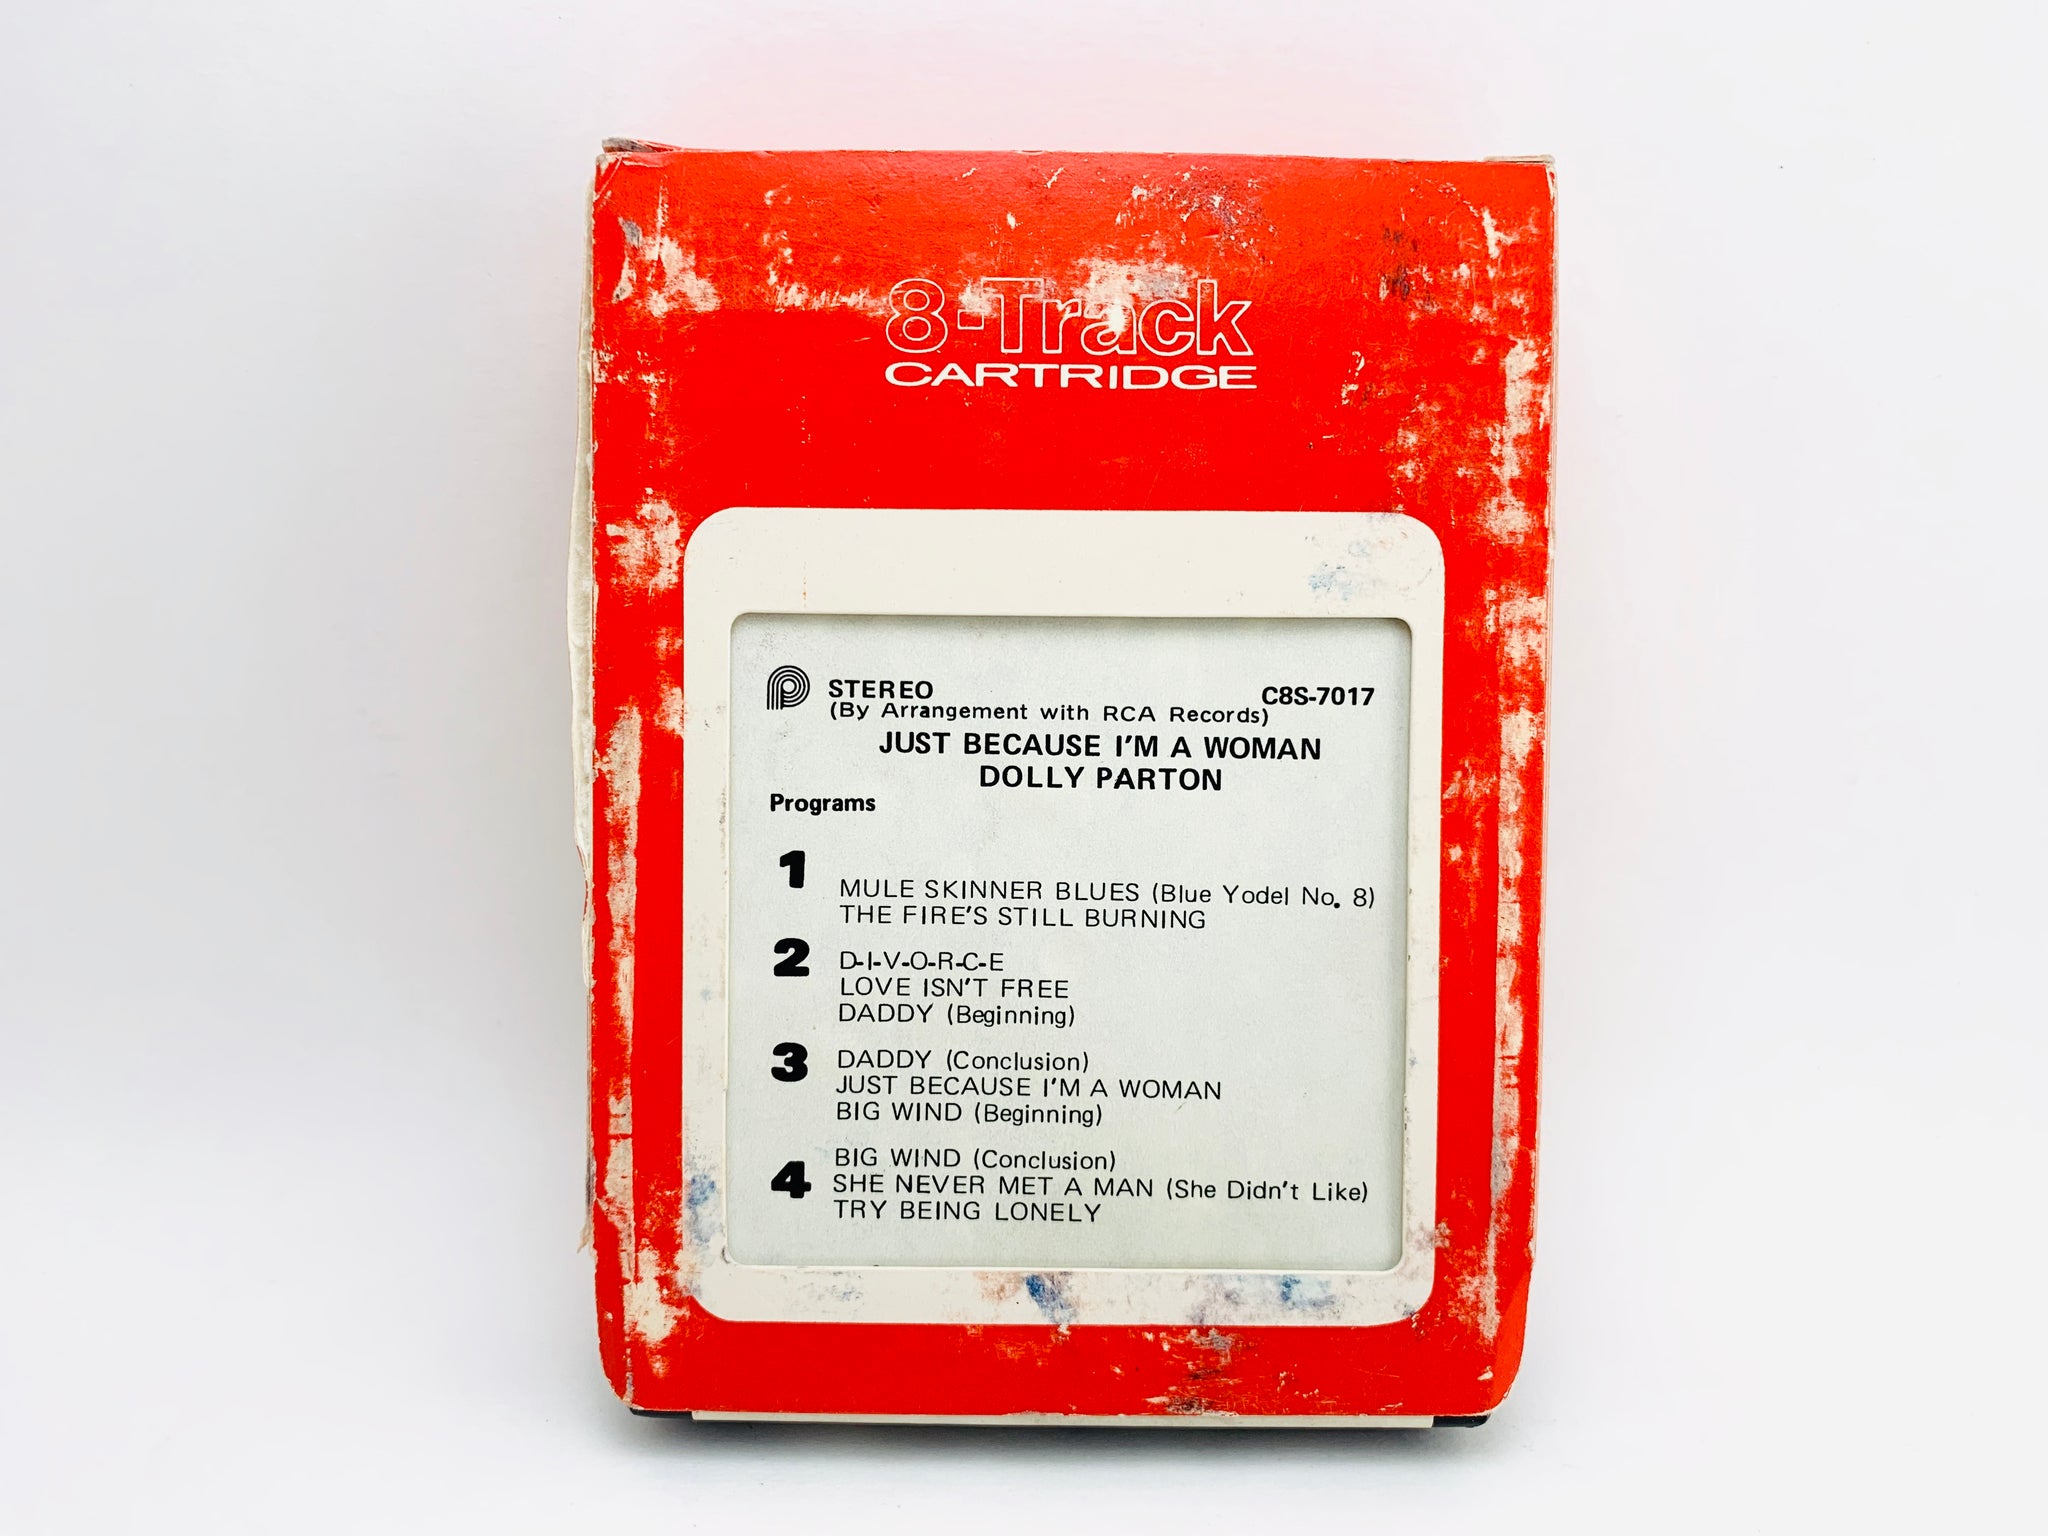 8-Track
CARTRIDGE
STEREO C8S-7017
(By Arrangement with RCA Records)
JUST BECAUSE I'M A WOMAN
DOLLY PARTON
Programs
1
MULE SKINNER BLUES (Blue Yodel No. 8)
THE FIRE'S STILL BURNING
2 D-I-V-O-R-C-E
LOVE ISN'T FREE
DADDY (Beginning)
3 DADDY (Conclusion)
JUST BECAUSE I'M A WOMAN
BIG WIND (Beginning)
BIG WIND (Conclusion)
4 SHE NEVER MET A MAN (She Didn't Like)
TRY BEING LONELY